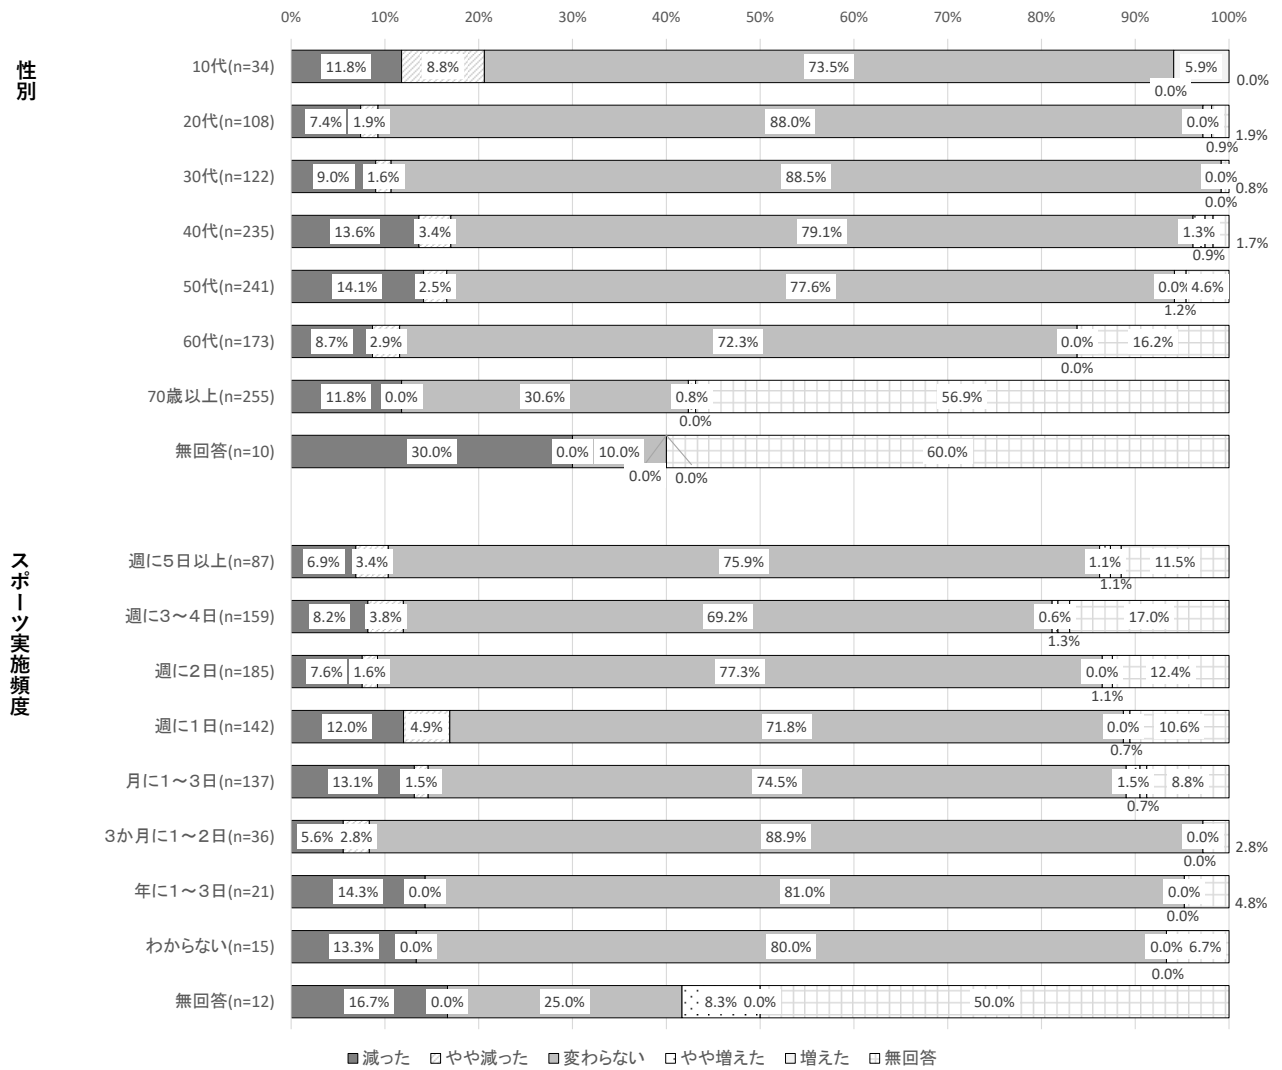 0% 10% 20% 30% 40% 50% 60% 70% 80% 90% 100%
性別
10代(n=34) 11.8% 8.8% 73.5% 0.0% 5.9% 0.0%
20代(n=108) 7.4% 1.9% 88.0% 0.0% 0.9% 1.9%
30代(n=122) 9.0% 1.6% 88.5% 0.0% 0.0% 0.8%
40代(n=235) 13.6% 3.4% 79.1% 1.3% 0.9% 1.7%
50代(n=241) 14.1% 2.5% 77.6% 0.0% 1.2% 4.6%
60代(n=173) 8.7% 2.9% 72.3% 0.0% 0.0% 16.2%
70歳以上(n=255) 11.8% 0.0% 30.6% 0.8% 0.0% 56.9%
無回答(n=10) 30.0% 0.0% 10.0% 0.0% 0.0% 60.0%
スポーツ実施頻度
週に５日以上(n=87) 6.9% 3.4% 75.9% 1.1% 1.1% 11.5%
週に３～４日(n=159) 8.2% 3.8% 69.2% 0.6% 1.3% 17.0%
週に２日(n=185) 7.6% 1.6% 77.3% 0.0% 1.1% 12.4%
週に１日(n=142) 12.0% 4.9% 71.8% 0.0% 0.7% 10.6%
月に１～３日(n=137) 13.1% 1.5% 74.5% 1.5% 0.7% 8.8%
３か月に１～２日(n=36) 5.6% 2.8% 88.9% 0.0% 0.0% 2.8%
年に１～３日(n=21) 14.3% 0.0% 81.0% 0.0% 0.0% 4.8%
わからない(n=15) 13.3% 0.0% 80.0% 0.0% 0.0% 6.7%
無回答(n=12) 16.7% 0.0% 25.0% 8.3% 0.0% 50.0%
減った やや減った 変わらない やや増えた 増えた 無回答